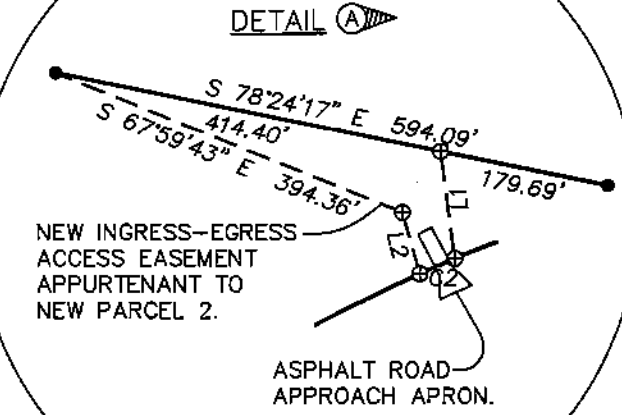 DETAIL A
S 78°24'17" E 594.09'
414.40'
S 67°59'43" E 394.36'
179.69'
L1
L2
C2
NEW INGRESS-EGRESS
ACCESS EASEMENT
APPURTENANT TO
NEW PARCEL 2.
ASPHALT ROAD
APPROACH APRON.